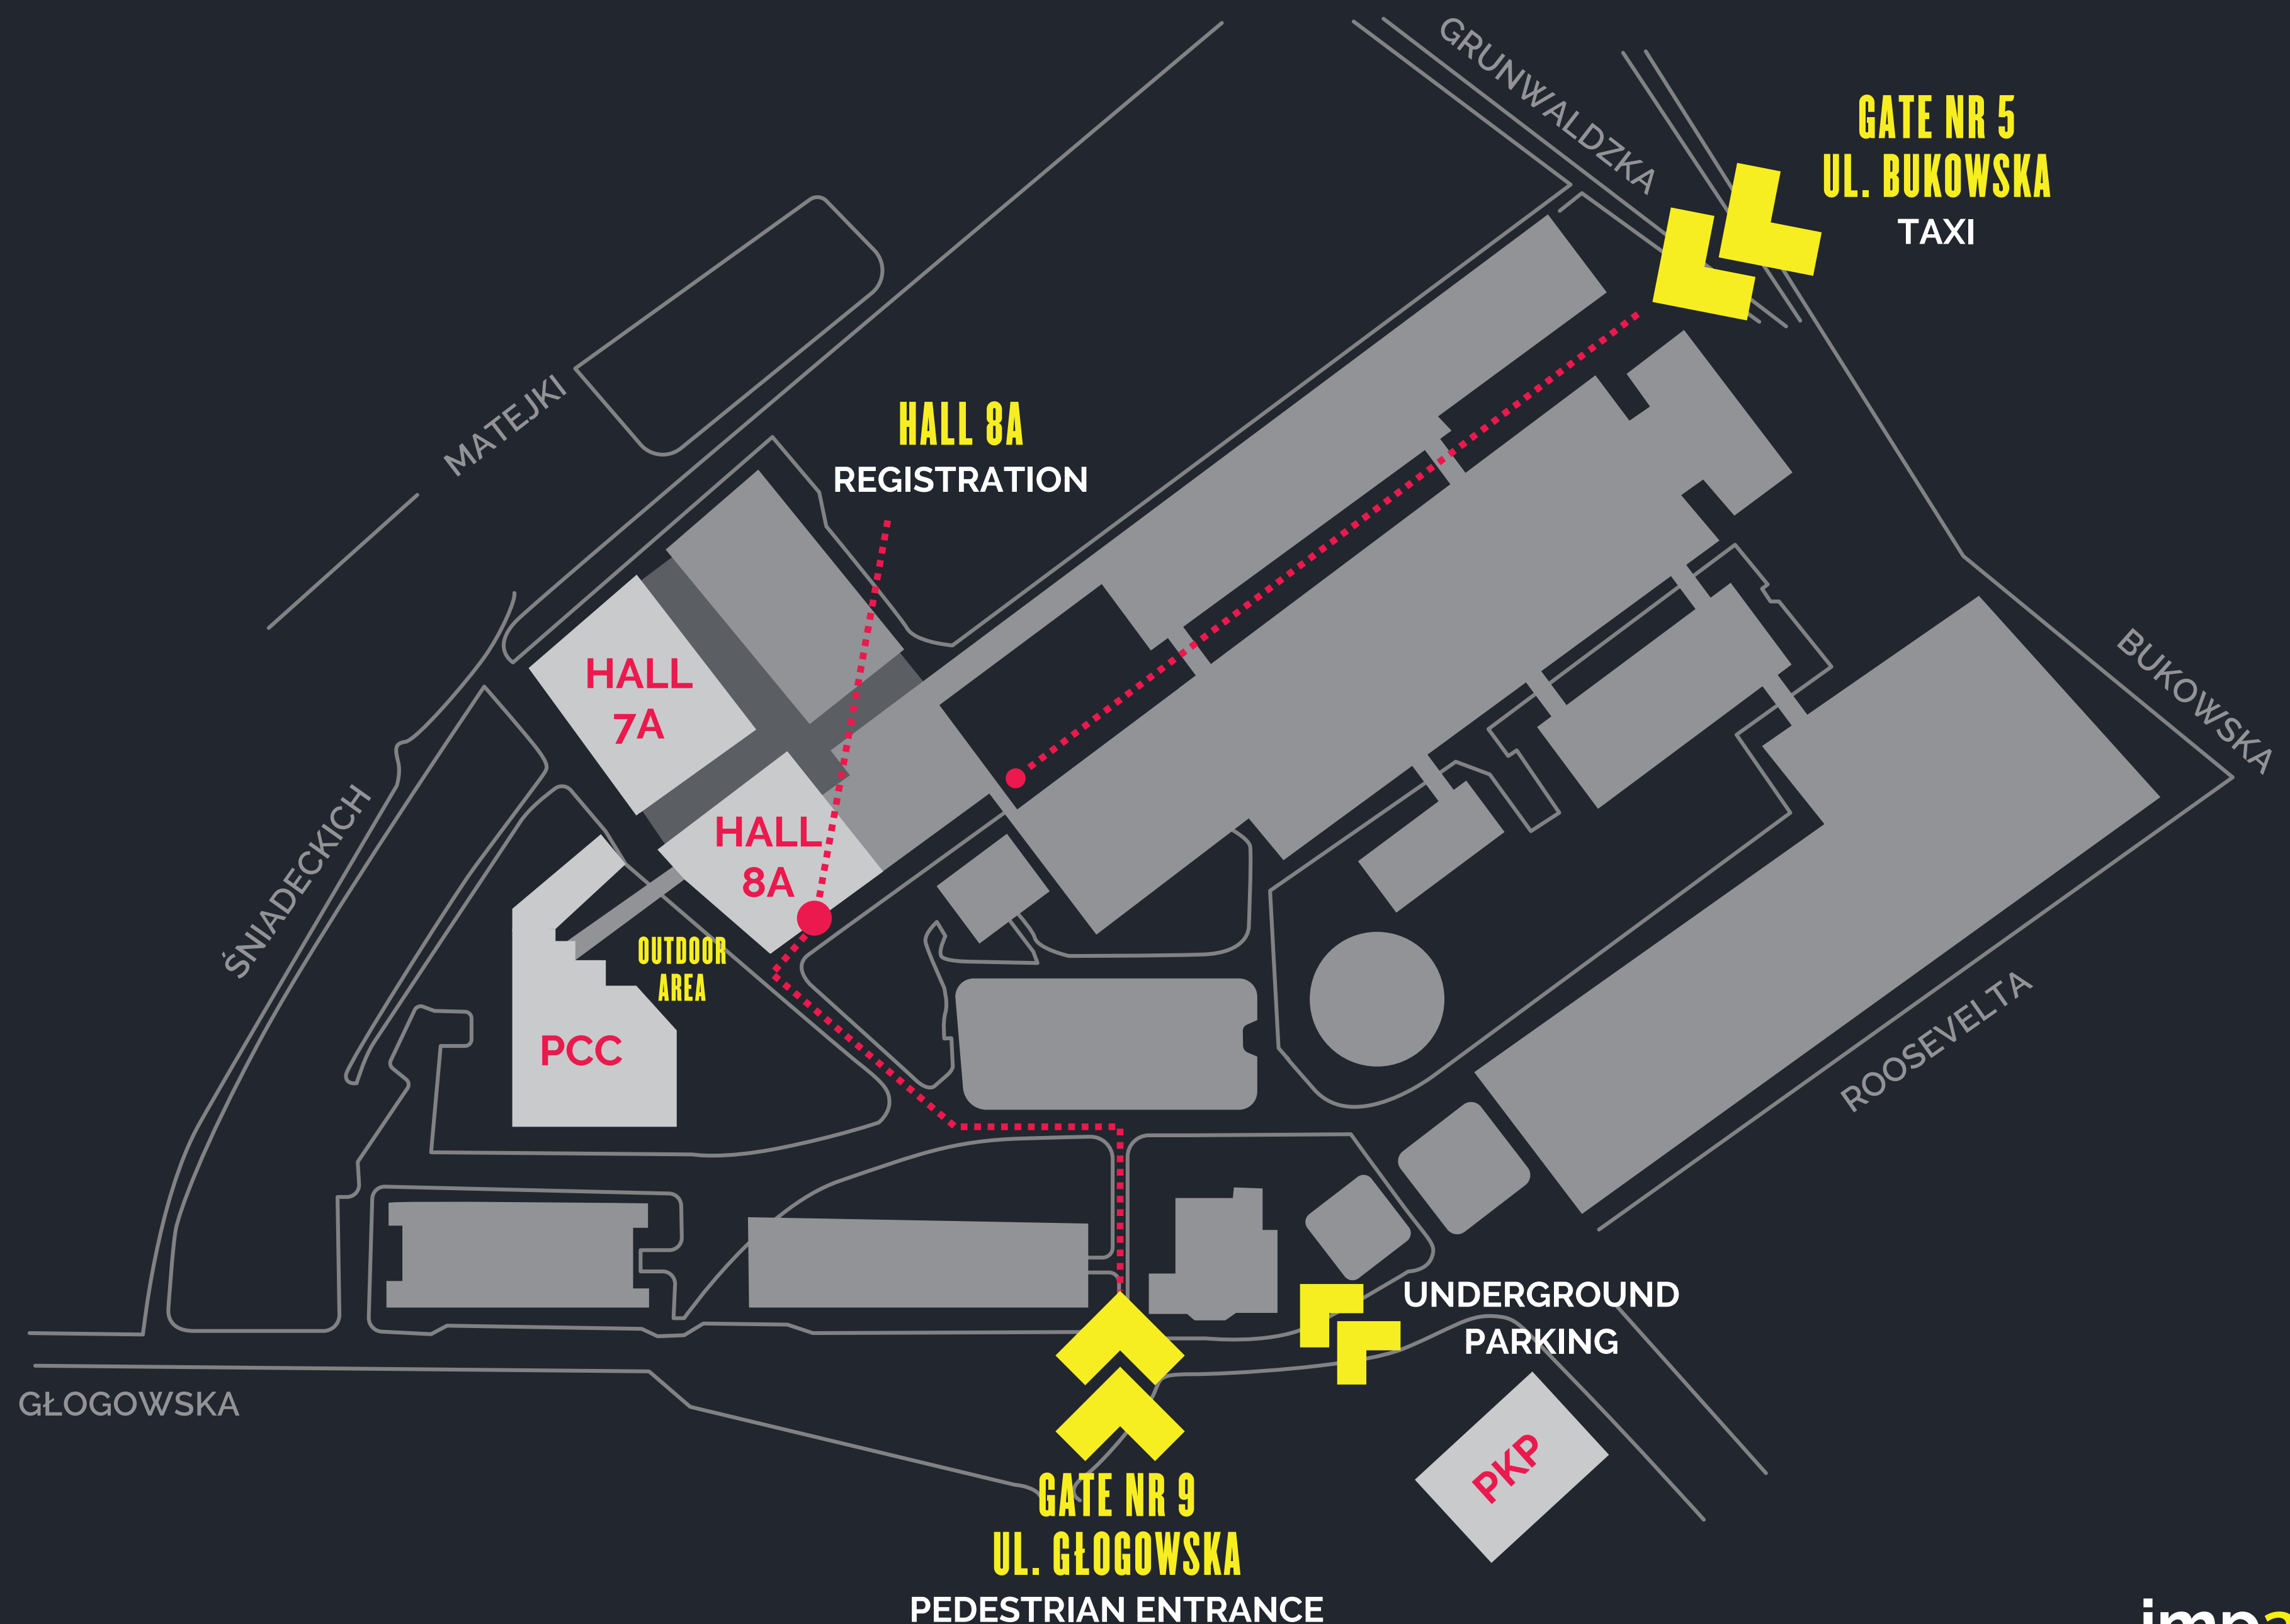 GRUNWALDZKA
GATE NR 5
UL. BUKOWSKA
TAXI
MATEJKI
HALL 8A
REGISTRATION
HALL
7A
BUKOWSKA
HALL
8A
ŚNIADECKICH
OUTDOOR
AREA
PCC
ROOSEVELTA
UNDERGROUND
PARKING
GŁOGOWSKA
PKP
GATE NR 9
UL. GŁOGOWSKA
PEDESTRIAN ENTRANCE